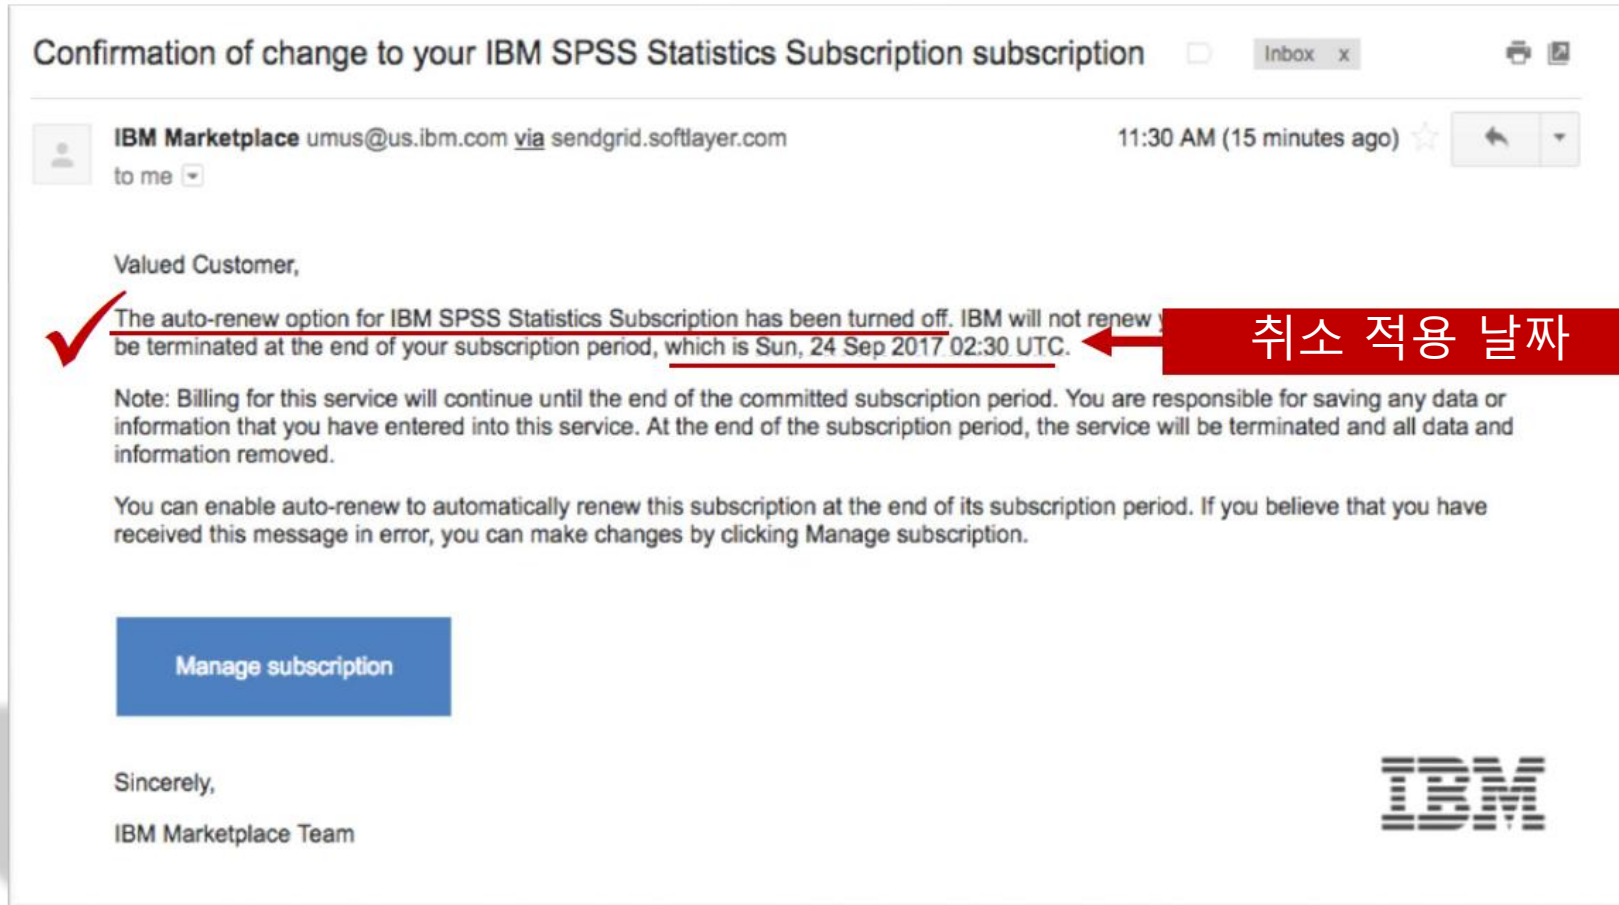 Confirmation of change to your IBM SPSS Statistics Subscription subscription
Inbox x
IBM Marketplace umus@us.ibm.com via sendgrid.softlayer.com
11:30 AM (15 minutes ago)
to me
Valued Customer,
The auto-renew option for IBM SPSS Statistics Subscription has been turned off. IBM will not renew
취소 적용 날짜
be terminated at the end of your subscription period, which is Sun, 24 Sep 2017 02:30 UTC.
Note: Billing for this service will continue until the end of the committed subscription period. You are responsible for saving any data or
information that you have entered into this service. At the end of the subscription period, the service will be terminated and all data and
information removed.
You can enable auto-renew to automatically renew this subscription at the end of its subscription period. If you believe that you have
received this message in error, you can make changes by clicking Manage subscription.
Manage subscription
Sincerely,
IBM Marketplace Team
IBM